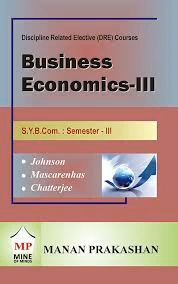 Discipline Related Elective (DRE) Courses
Business
Economics-III
S.Y.B.Com. : Semester - III
• Johnson
• Mascarenhas
• Chatterjee
MP
MINE
OF MINDS
MANAN PRAKASHAN